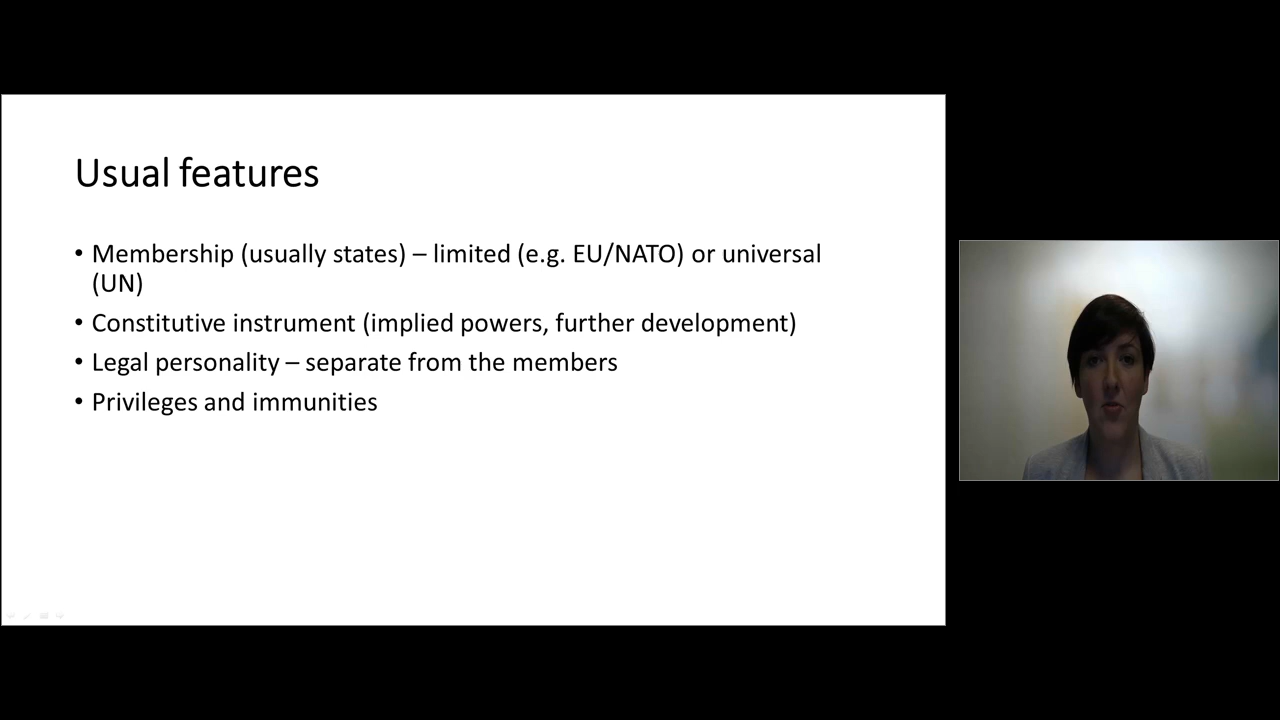 Usual features
• Membership (usually states) – limited (e.g. EU/NATO) or universal
(UN)
• Constitutive instrument (implied powers, further development)
• Legal personality – separate from the members
• Privileges and immunities